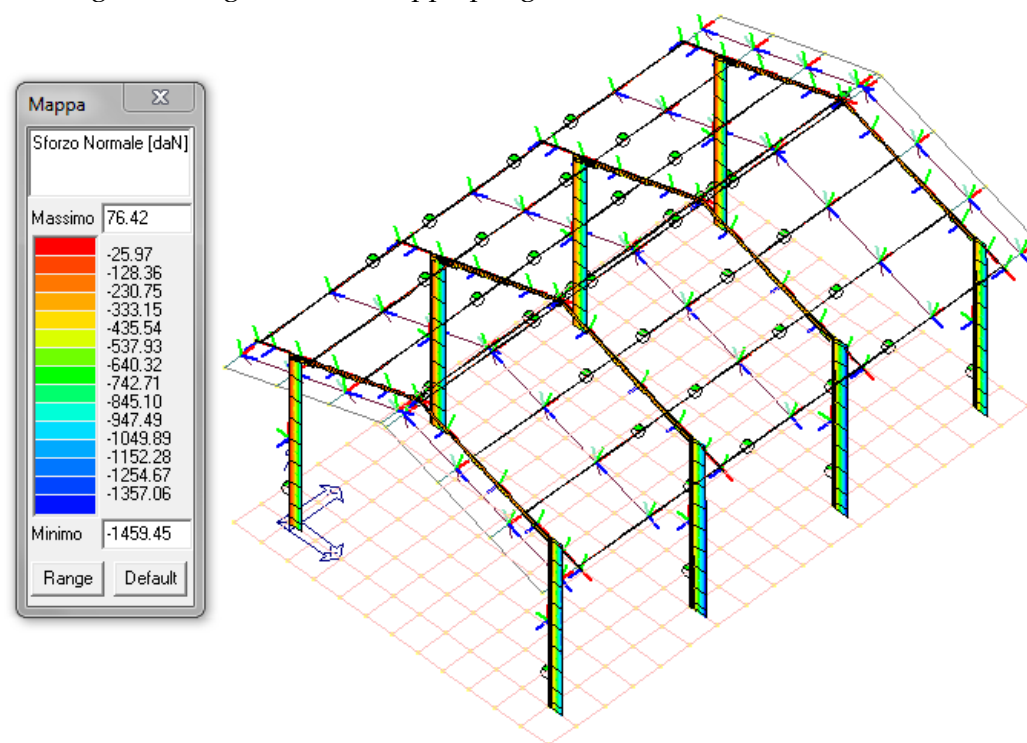 Mappa
Sforzo Normale [daN]
Massimo 76.42
-25.97
-128.36
-230.75
-333.15
-435.54
-537.93
-640.32
-742.71
-845.10
-947.49
-1049.89
-1152.28
-1254.67
-1357.06
Minimo -1459.45
Range Default